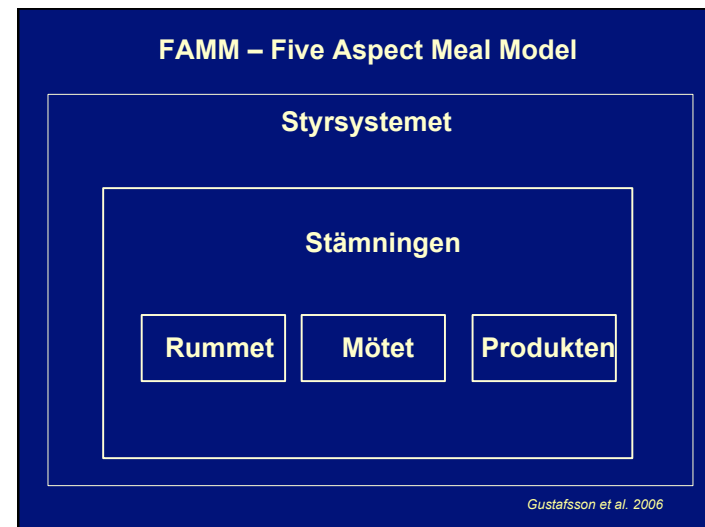 FAMM – Five Aspect Meal Model
Styrsystemet
Stämningen
Rummet Mötet Produkten
Gustafsson et al. 2006